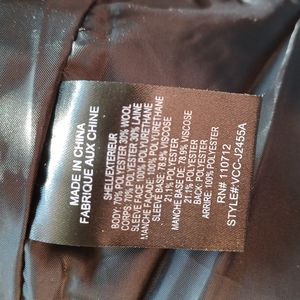 MADE IN CHINA
FABRIQUE AUX CHINE
SHELL/EXTERIEUR
BODY: 70% POLYESTER 30% WOOL
CORPS: 70% POLYESTER 30% LAINE
SLEEVE FACE: 100% POLYURETHANE
MANCHE FACADE: 100% POLYURETHANE
SLEEVE BASE: 78.9% VISCOSE
21.1% POLYESTER
MANCHE BASE DE: 78.9% VISCOSE
21.1% POLYESTER
BACK: 100% POLYESTER
ARRIRE: 100% POLYESTER
RN# 110712
STYLE#:VCC-J2455A